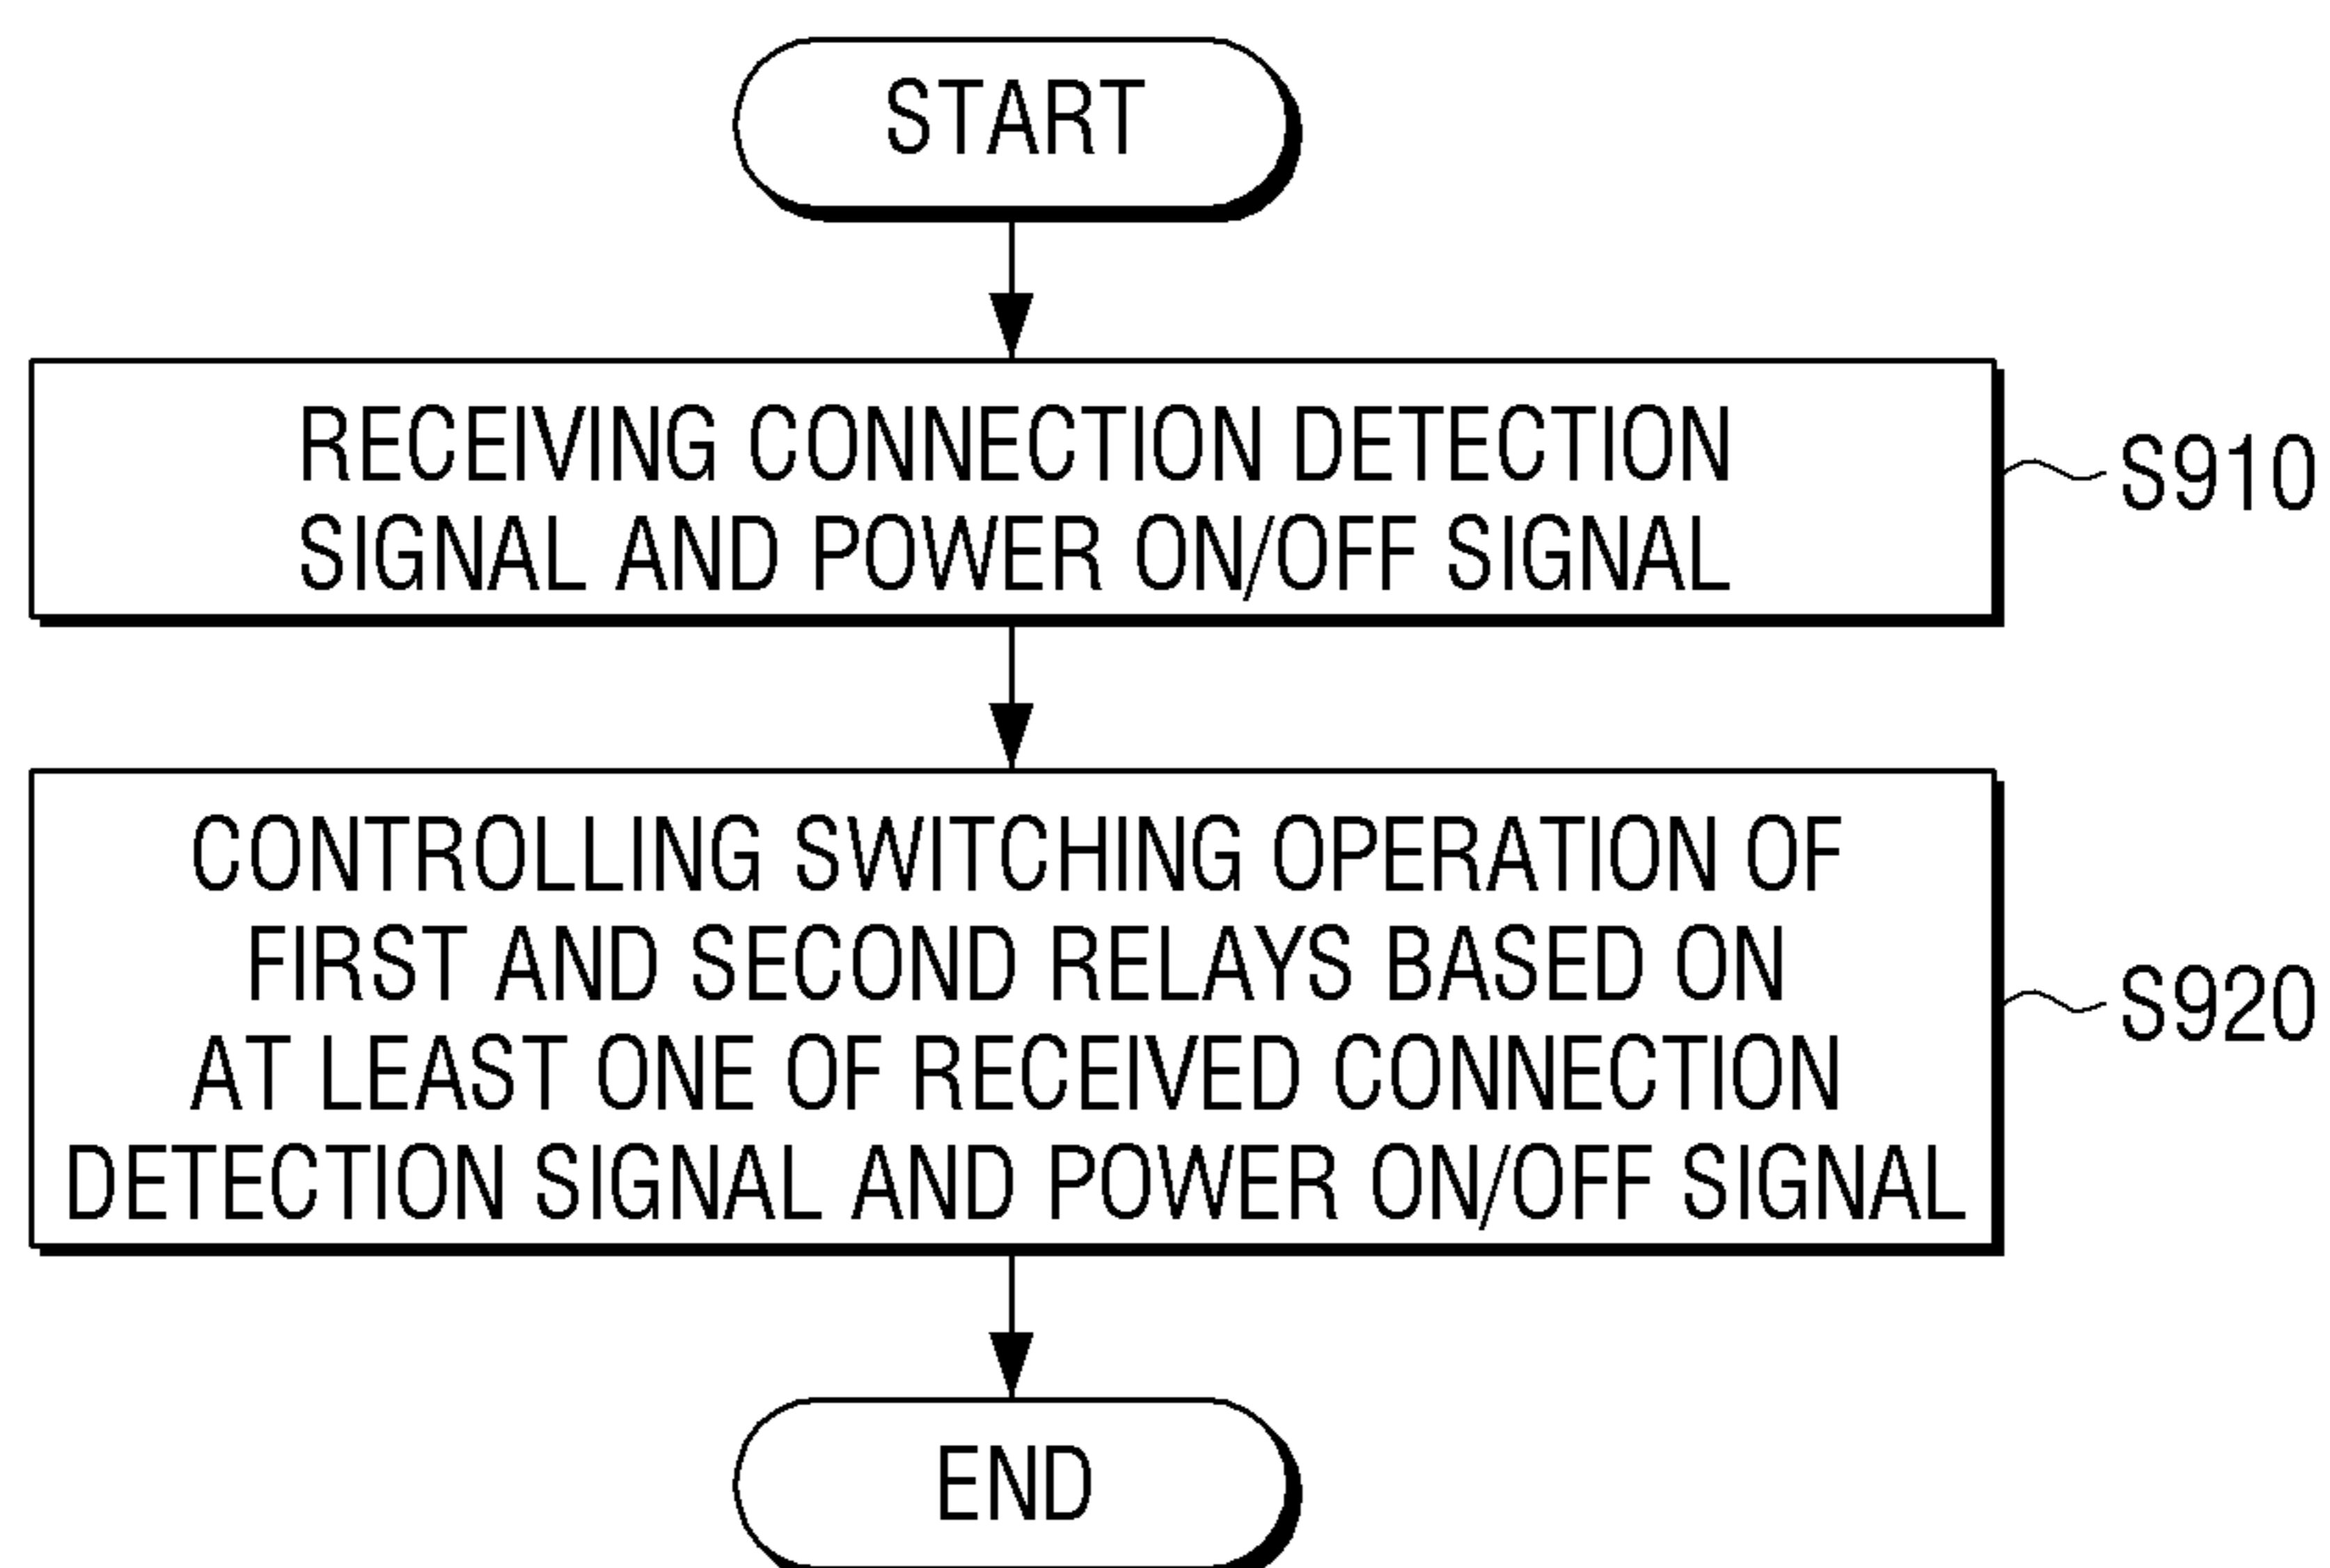 START
RECEIVING CONNECTION DETECTION
SIGNAL AND POWER ON/OFF SIGNAL
S910
CONTROLLING SWITCHING OPERATION OF
FIRST AND SECOND RELAYS BASED ON
AT LEAST ONE OF RECEIVED CONNECTION
DETECTION SIGNAL AND POWER ON/OFF SIGNAL
S920
END